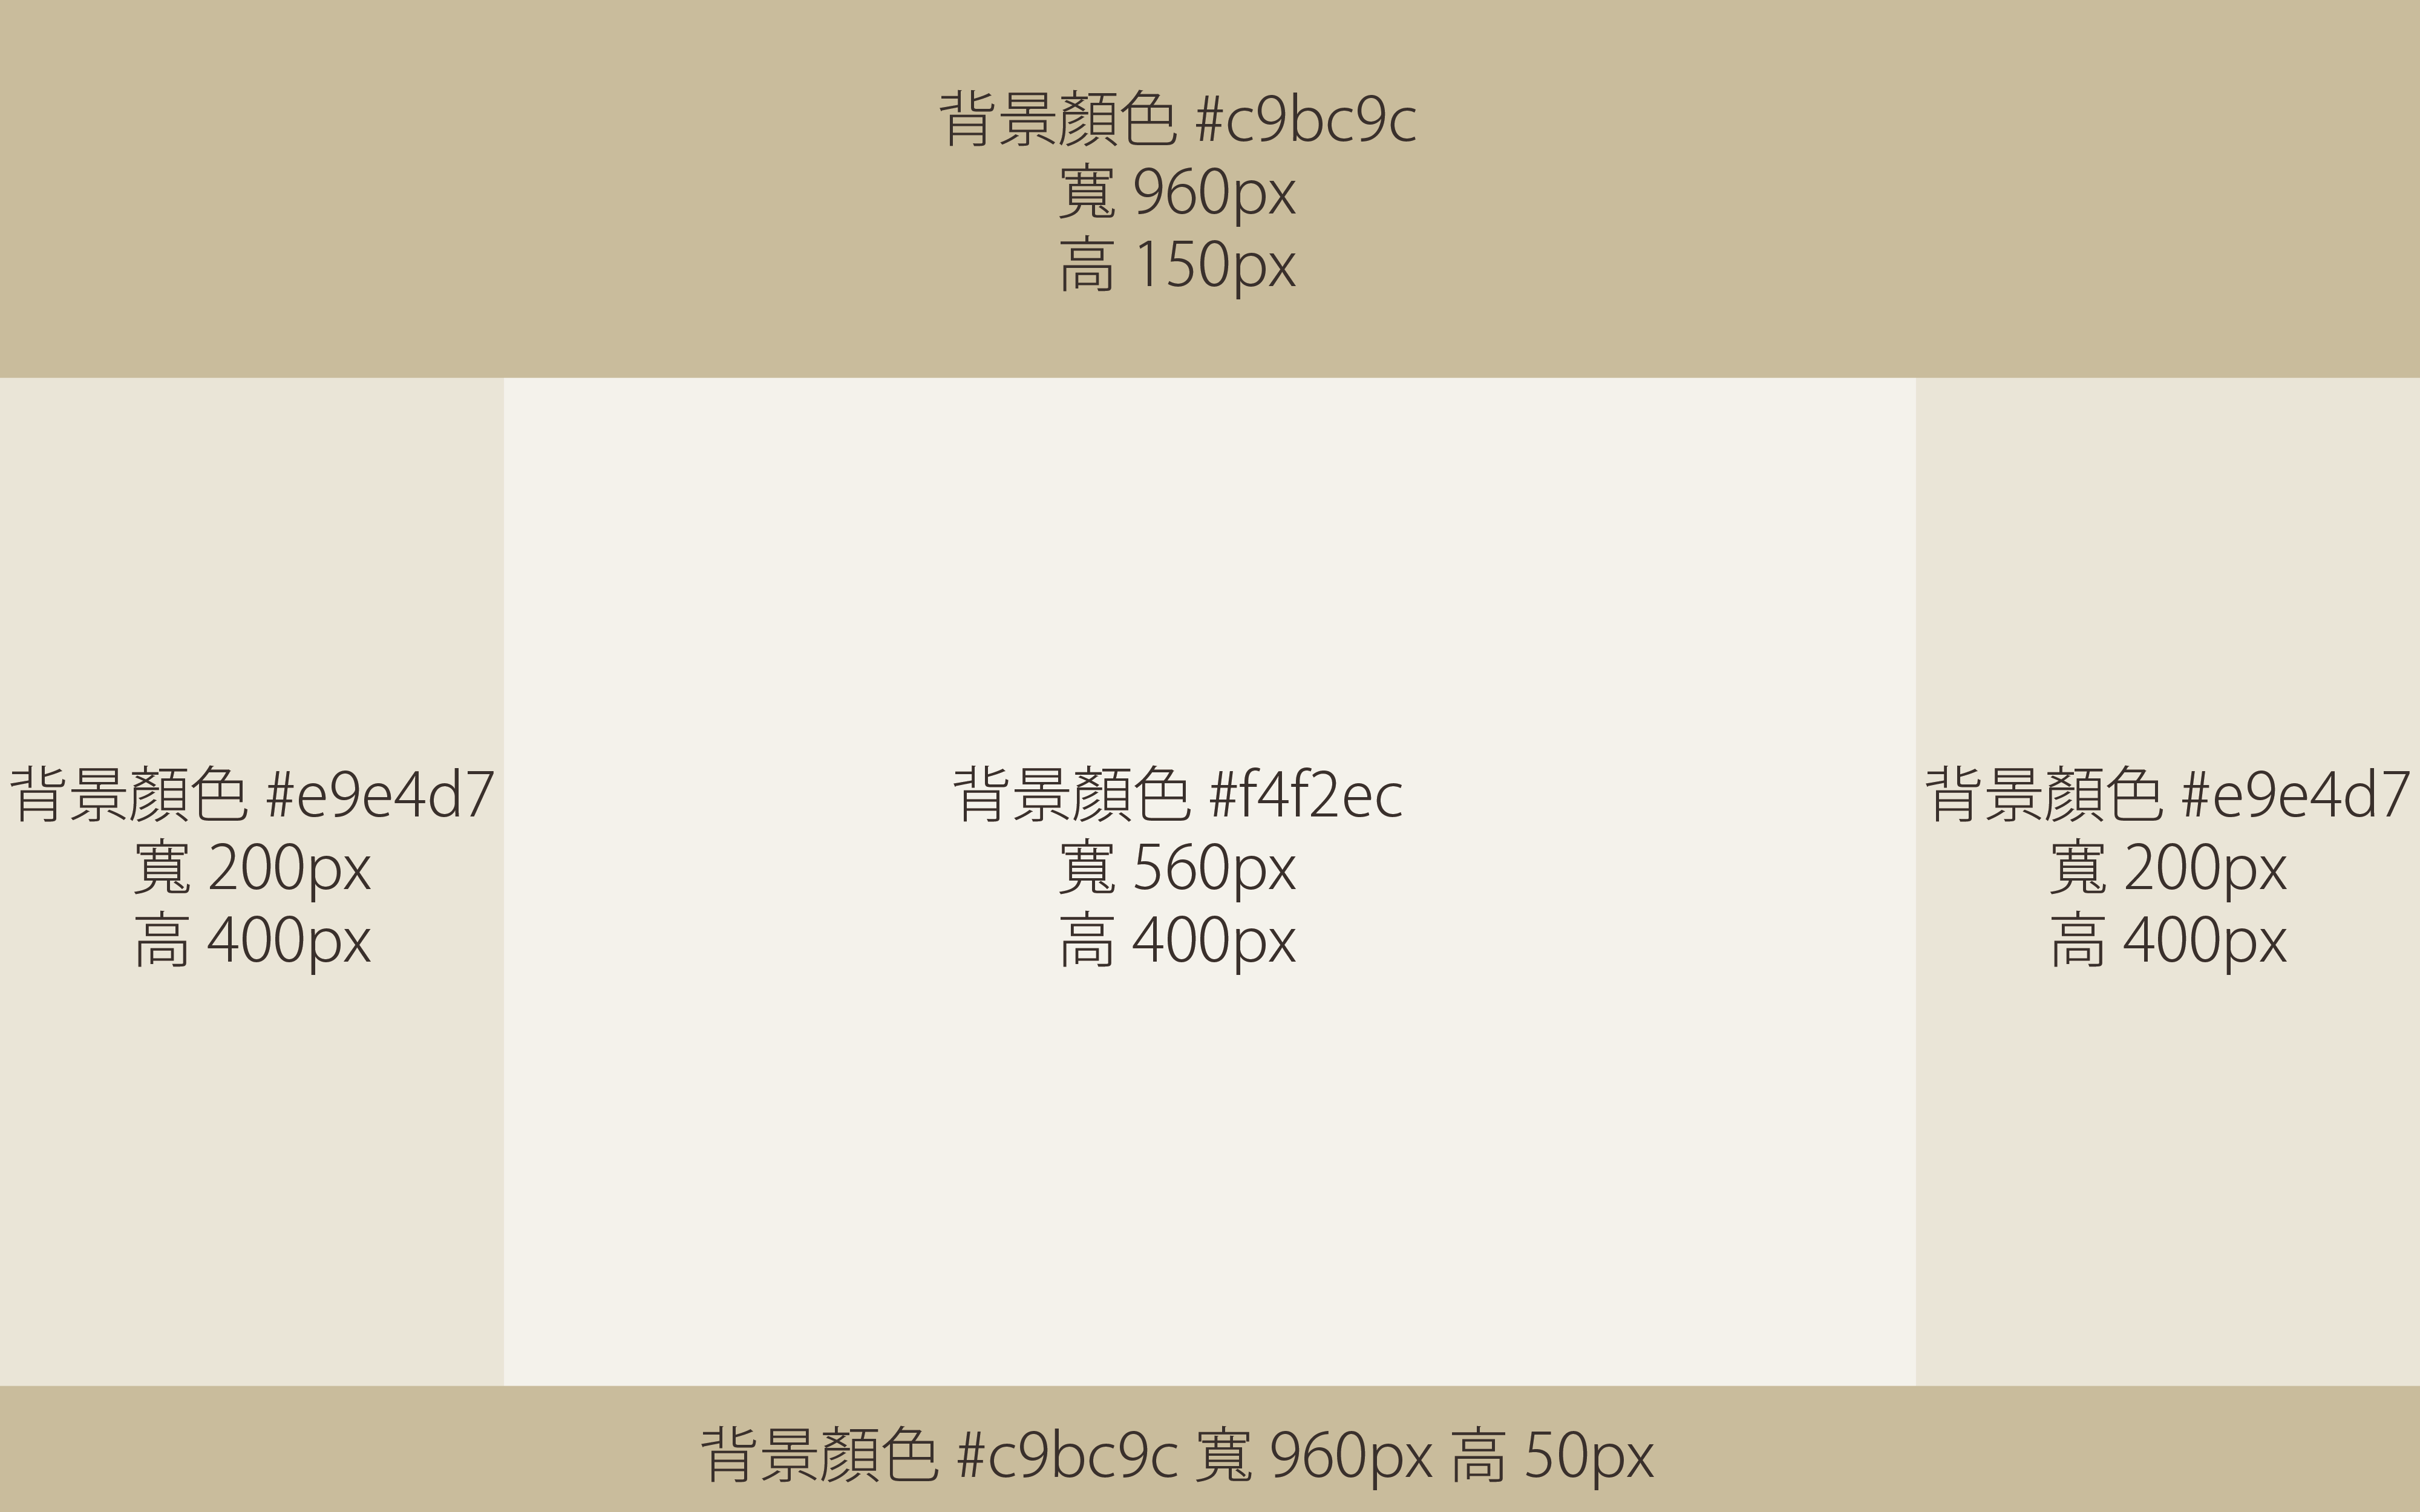 背景顏色 #c9bc9c
寬 960px
高 150px
背景顏色 #e9e4d7
寬 200px
高 400px
背景顏色 #f4f2ec
寬 560px
高 400px
背景顏色 #e9e4d7
寬 200px
高 400px
背景顏色 #c9bc9c 寬 960px 高 50px